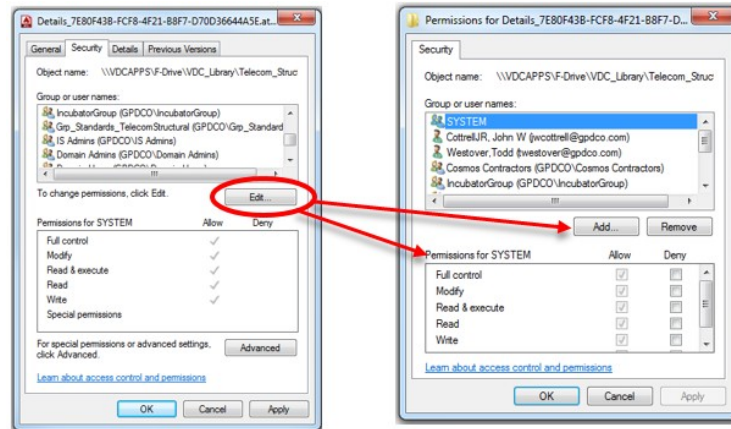 Details_7E80F43B-FCF8-4F21-B8F7-D70D36644A5E.at...
General Security Details Previous Versions
Object name: \\VDCAPPS\F-Drive\VDC_Library\Telecom_Struc
Group or user names:
IncubatorGroup (GPDCO\IncubatorGroup)
Grp_Standards_TelecomStructural (GPDCO\Grp_Standard
IS Admins (GPDCO\IS Admins)
Domain Admins (GPDCO\Domain Admins)
To change permissions, click Edit.
Edit...
Permissions for SYSTEM Allow Deny
Full control
Modify
Read & execute
Read
Write
Special permissions
For special permissions or advanced settings,
click Advanced.
Advanced
Learn about access control and permissions
OK Cancel Apply
Permissions for Details_7E80F43B-FCF8-4F21-B8F7-D...
Security
Object name: \\VDCAPPS\F-Drive\VDC_Library\Telecom_Struc
Group or user names:
SYSTEM
CottrellJR, John W (jwcottrell@gpdco.com)
Westover,Todd (twestover@gpdco.com)
Cosmos Contractors (GPDCO\Cosmos Contractors)
IncubatorGroup (GPDCO\IncubatorGroup)
Add... Remove
Permissions for SYSTEM Allow Deny
Full control
Modify
Read & execute
Read
Write
Learn about access control and permissions
OK Cancel Apply